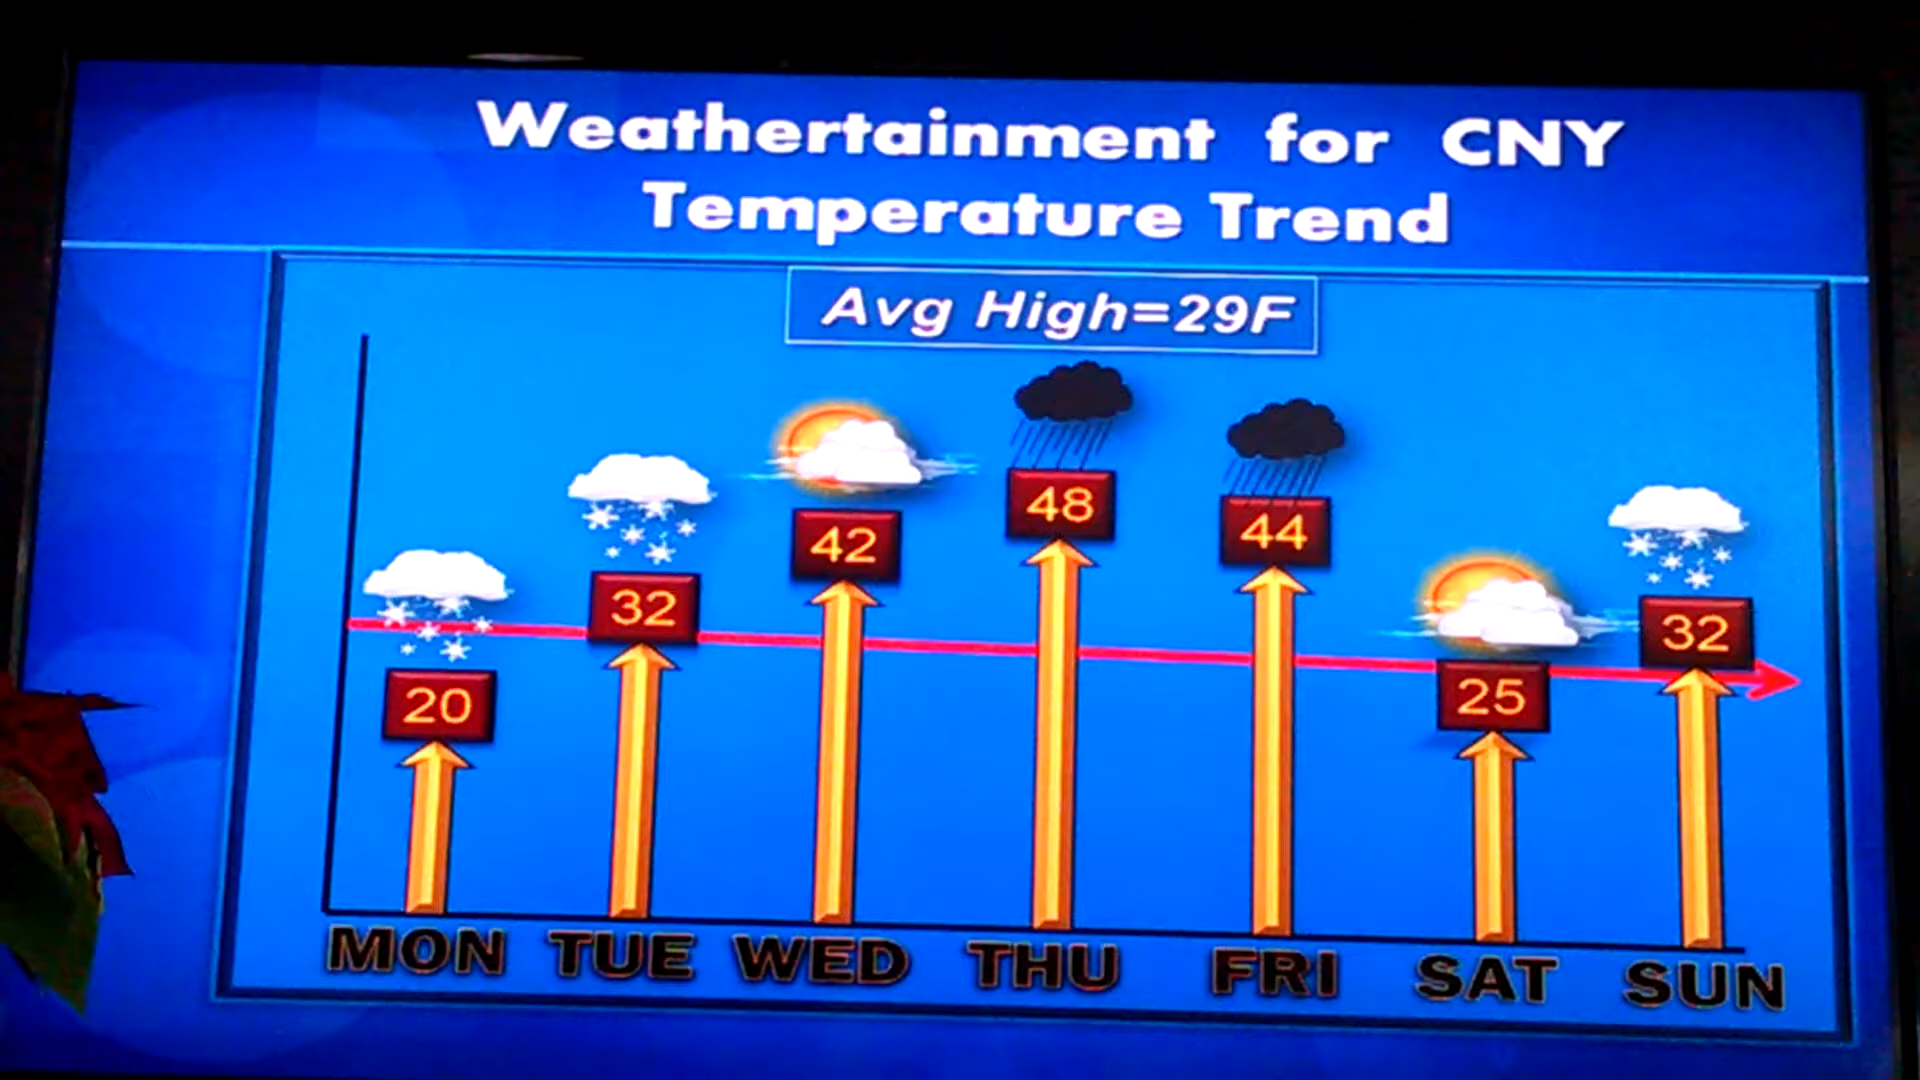 Weathertainment for CNY
Temperature Trend
Avg High=29F
20 32 42 48 44 25 32
MON TUE WED THU FRI SAT SUN